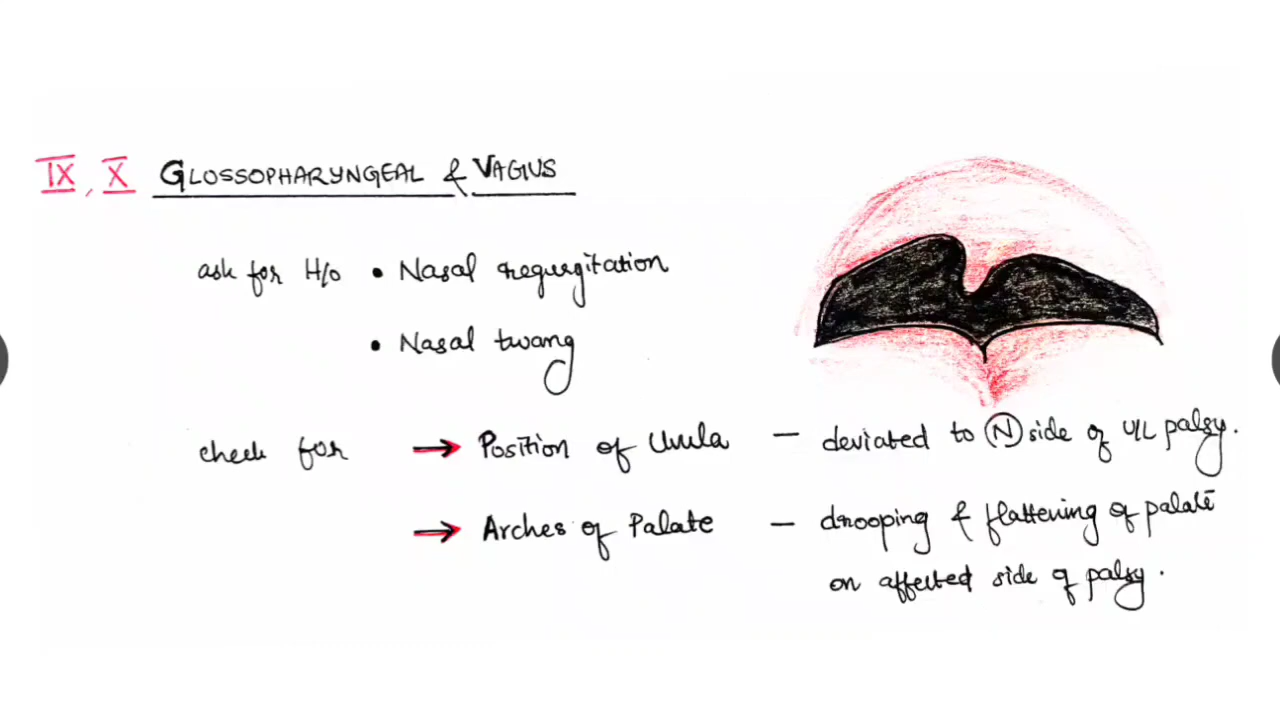 IX, X GLOSSOPHARYNGEAL & VAGUS
ask for H/o • Nasal regurgitation
• Nasal twang
check for → Position of Uvula — deviated to (N) side of U/L palsy.
→ Arches of Palate — drooping & flattening of palate
on affected side of palsy.